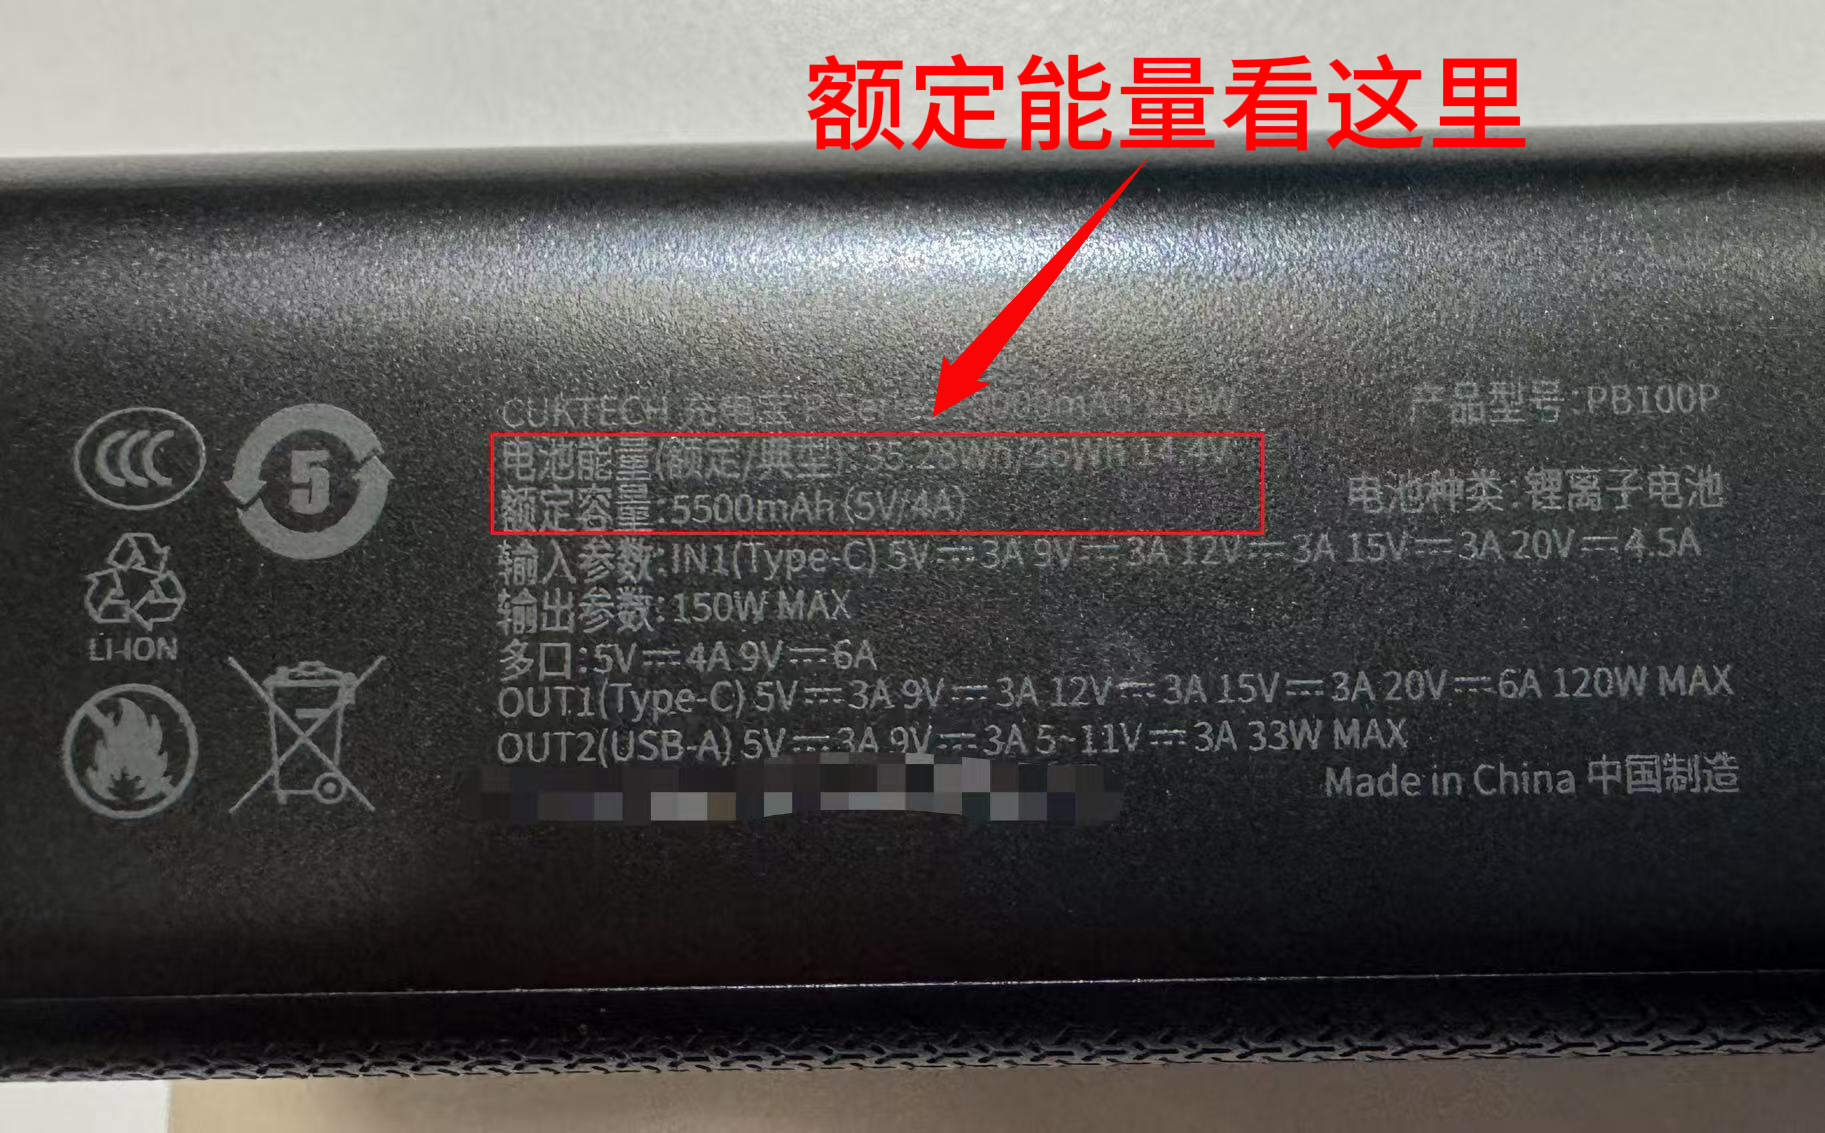 额定能量看这里
CUKTECH 充电宝
产品型号:PB100P
电池能量(额定/典型):35.28Wh/36Wh 14.4V
电池种类:锂离子电池
额定容量:5500mAh (5V/4A)
输入参数:IN1(Type-C) 5V⎓3A 9V⎓3A 12V⎓3A 15V⎓3A 20V⎓4.5A
输出参数:150W MAX
多口:5V⎓4A 9V⎓6A
OUT1(Type-C) 5V⎓3A 9V⎓3A 12V⎓3A 15V⎓3A 20V⎓6A 120W MAX
OUT2(USB-A) 5V⎓3A 9V⎓3A 5~11V⎓3A 33W MAX
Made in China 中国制造
CCC
5
LI-ION